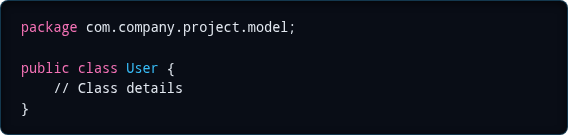 package com.company.project.model;

public class User {
    // Class details
}